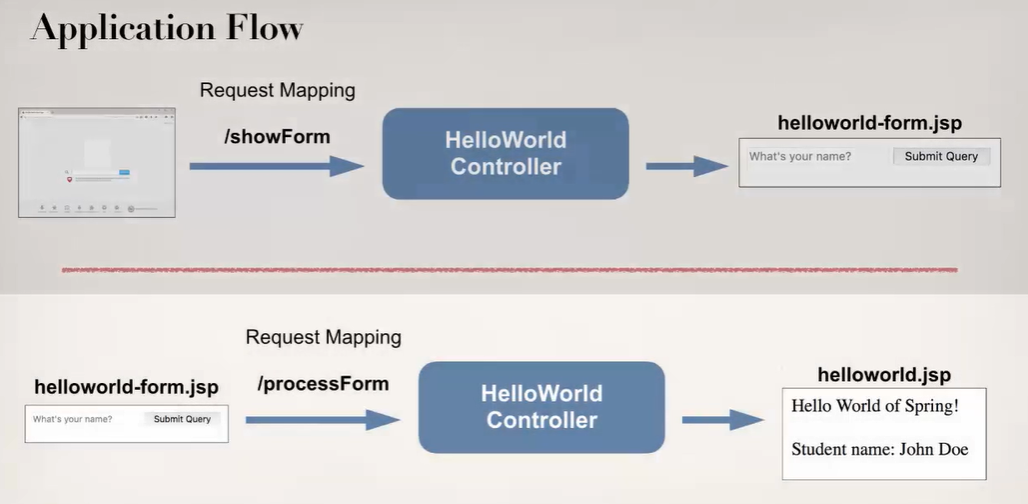 Application Flow
Request Mapping
/showForm
HelloWorld
Controller
helloworld-form.jsp
What's your name?
Submit Query
Request Mapping
helloworld-form.jsp
/processForm
What's your name?
Submit Query
HelloWorld
Controller
helloworld.jsp
Hello World of Spring!
Student name: John Doe